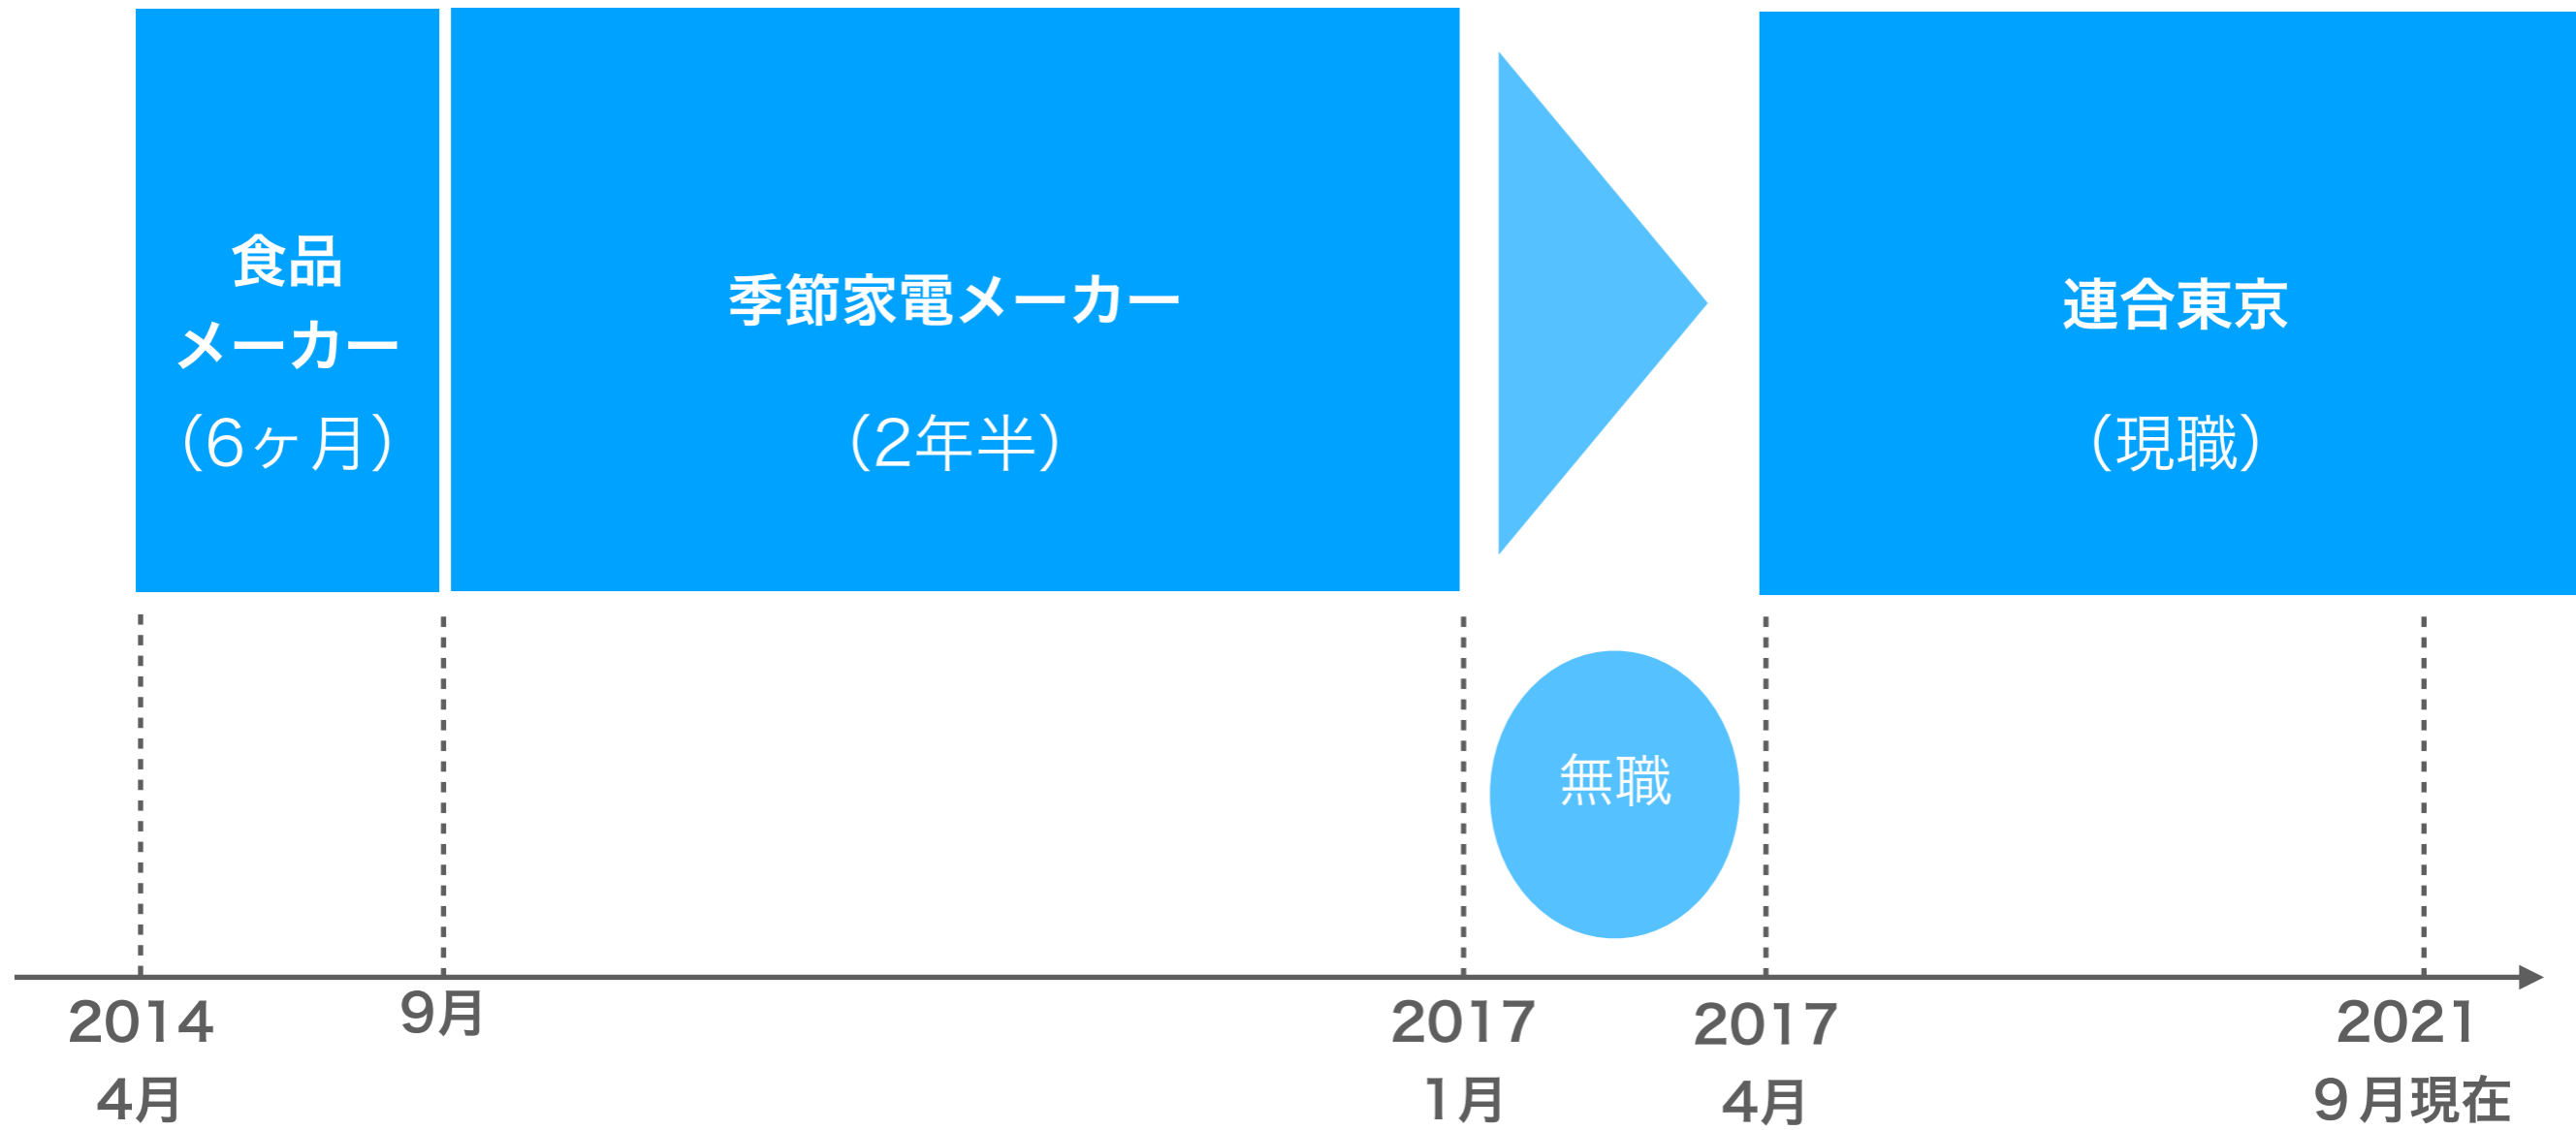 食品
メーカー
（6ヶ月）
季節家電メーカー
（2年半）
連合東京
（現職）
無職
2014
4月
9月
2017
1月
2017
4月
2021
9月現在